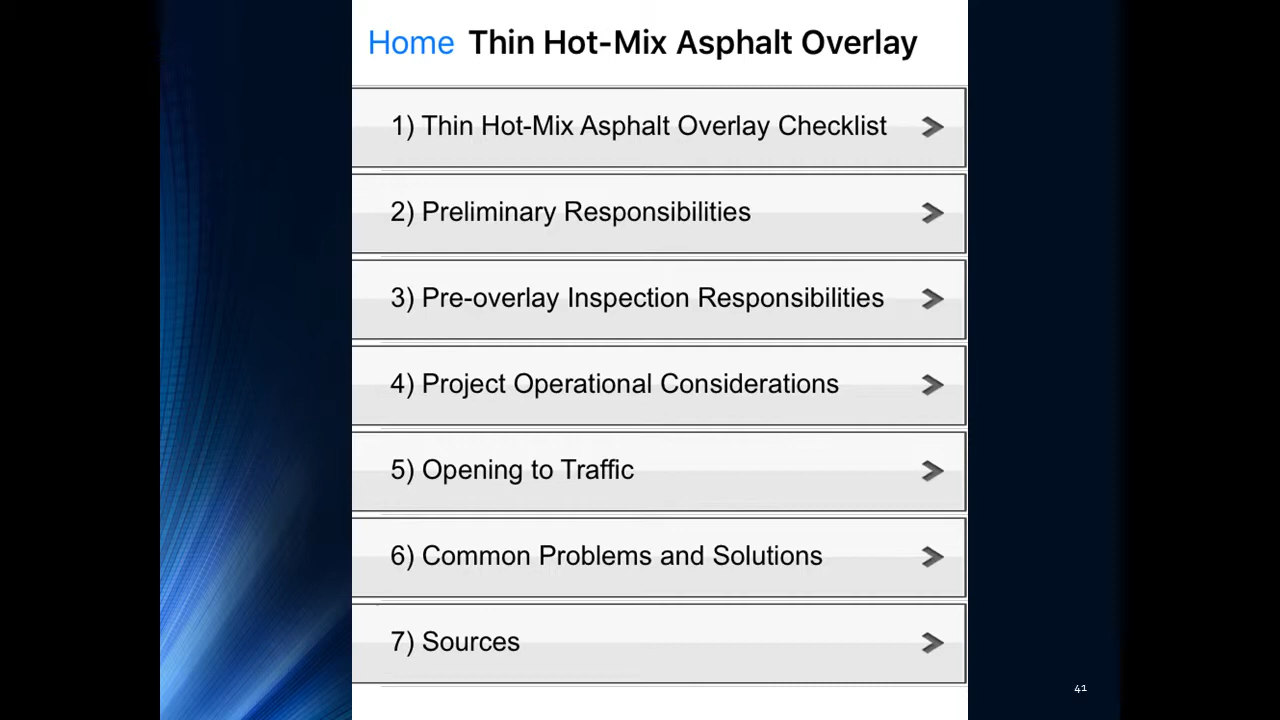 Home Thin Hot-Mix Asphalt Overlay
1) Thin Hot-Mix Asphalt Overlay Checklist
2) Preliminary Responsibilities
3) Pre-overlay Inspection Responsibilities
4) Project Operational Considerations
5) Opening to Traffic
6) Common Problems and Solutions
7) Sources
41